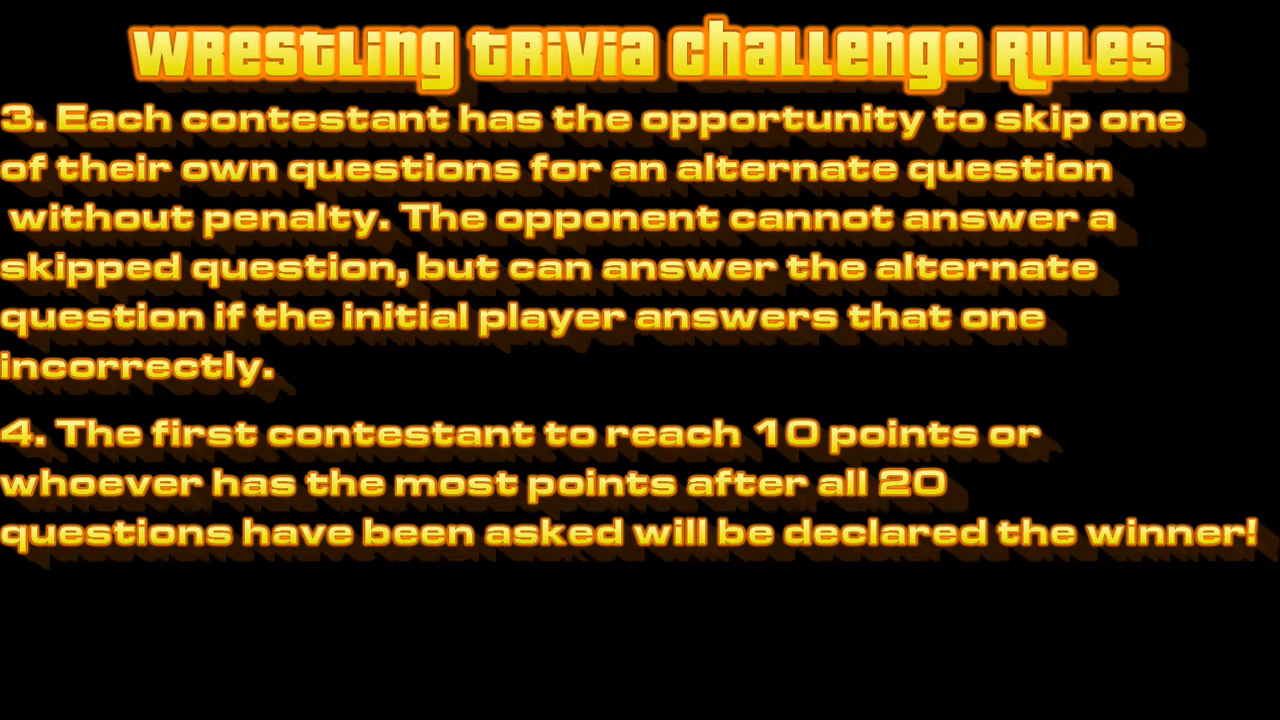 Wrestling Trivia Challenge Rules
3. Each contestant has the opportunity to skip one
of their own questions for an alternate question
without penalty. The opponent cannot answer a
skipped question, but can answer the alternate
question if the initial player answers that one
incorrectly.
4. The first contestant to reach 10 points or
whoever has the most points after all 20
questions have been asked will be declared the winner!